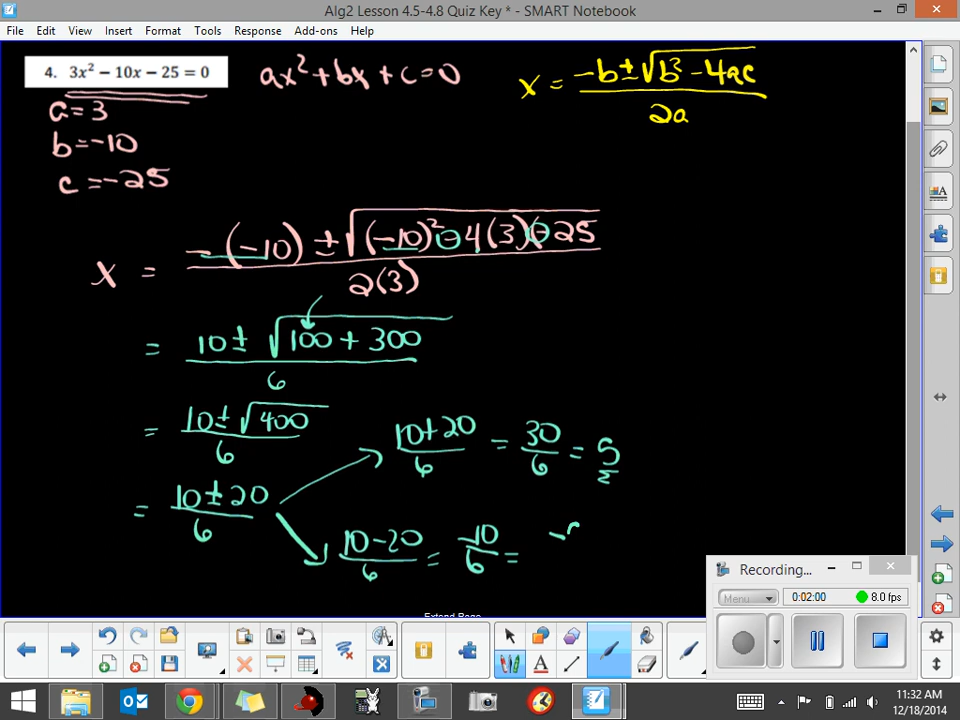 Alg2 Lesson 4.5-4.8 Quiz Key * - SMART Notebook
File Edit View Insert Format Tools Response Add-ons Help
4. 3x² − 10x − 25 = 0
ax² + bx + c = 0
x = −b ± √b² − 4ac / 2a
a = 3
b = −10
c = −25
x = −(−10) ± √(−10)² − 4(3)(−25 / 2(3)
= 10 ± √100 + 300 / 6
= 10 ± √400 / 6
= 10 ± 20 / 6
10 + 20 / 6 = 30 / 6 = 5
10 − 20 / 6 = −10 / 6 =
Recording...
Menu
0:02:00
8.0 fps
Extend Page
A
11:32 AM
12/18/2014